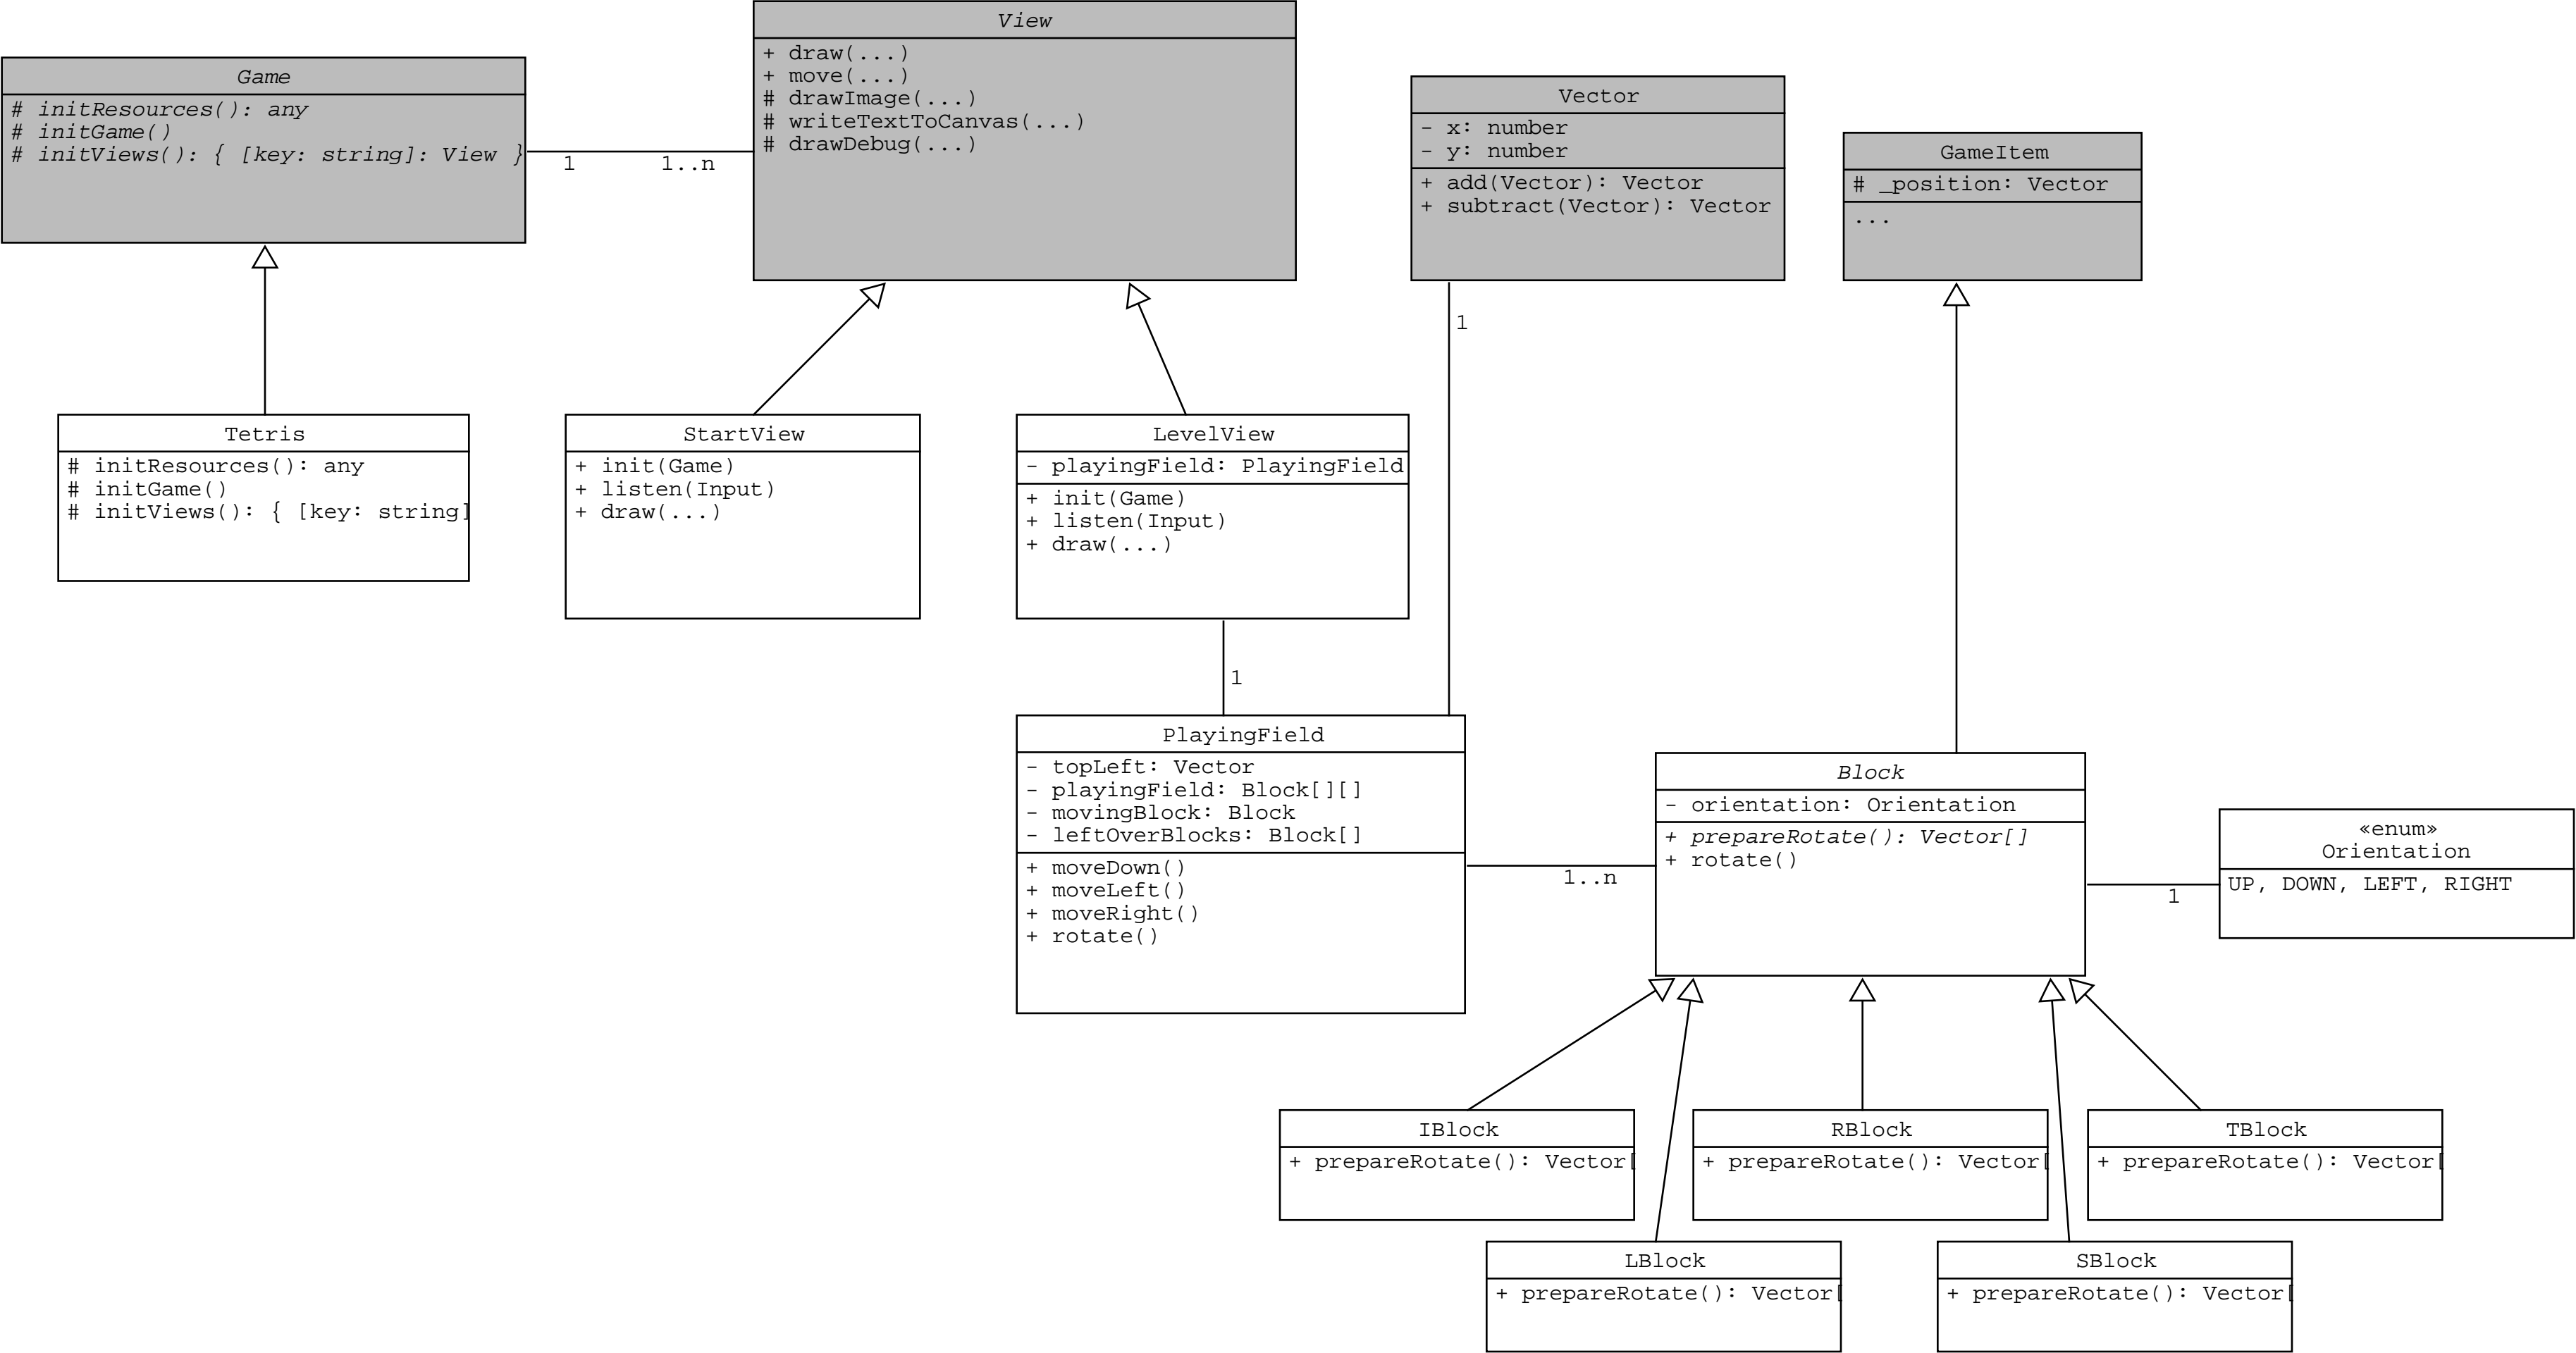 View
+ draw(...)
+ move(...)
# drawImage(...)
# writeTextToCanvas(...)
# drawDebug(...)
Game
# initResources(): any
# initGame()
# initViews(): { [key: string]: View }
1
1..n
Vector
- x: number
- y: number
+ add(Vector): Vector
+ subtract(Vector): Vector
GameItem
# _position: Vector
...
1
Tetris
# initResources(): any
# initGame()
# initViews(): { [key: string]
StartView
+ init(Game)
+ listen(Input)
+ draw(...)
LevelView
- playingField: PlayingField
+ init(Game)
+ listen(Input)
+ draw(...)
1
PlayingField
- topLeft: Vector
- playingField: Block[][]
- movingBlock: Block
- leftOverBlocks: Block[]
+ moveDown()
+ moveLeft()
+ moveRight()
+ rotate()
1..n
Block
- orientation: Orientation
+ prepareRotate(): Vector[]
+ rotate()
1
«enum»
Orientation
UP, DOWN, LEFT, RIGHT
IBlock
+ prepareRotate(): Vector[
RBlock
+ prepareRotate(): Vector[
TBlock
+ prepareRotate(): Vector[
LBlock
+ prepareRotate(): Vector[
SBlock
+ prepareRotate(): Vector[